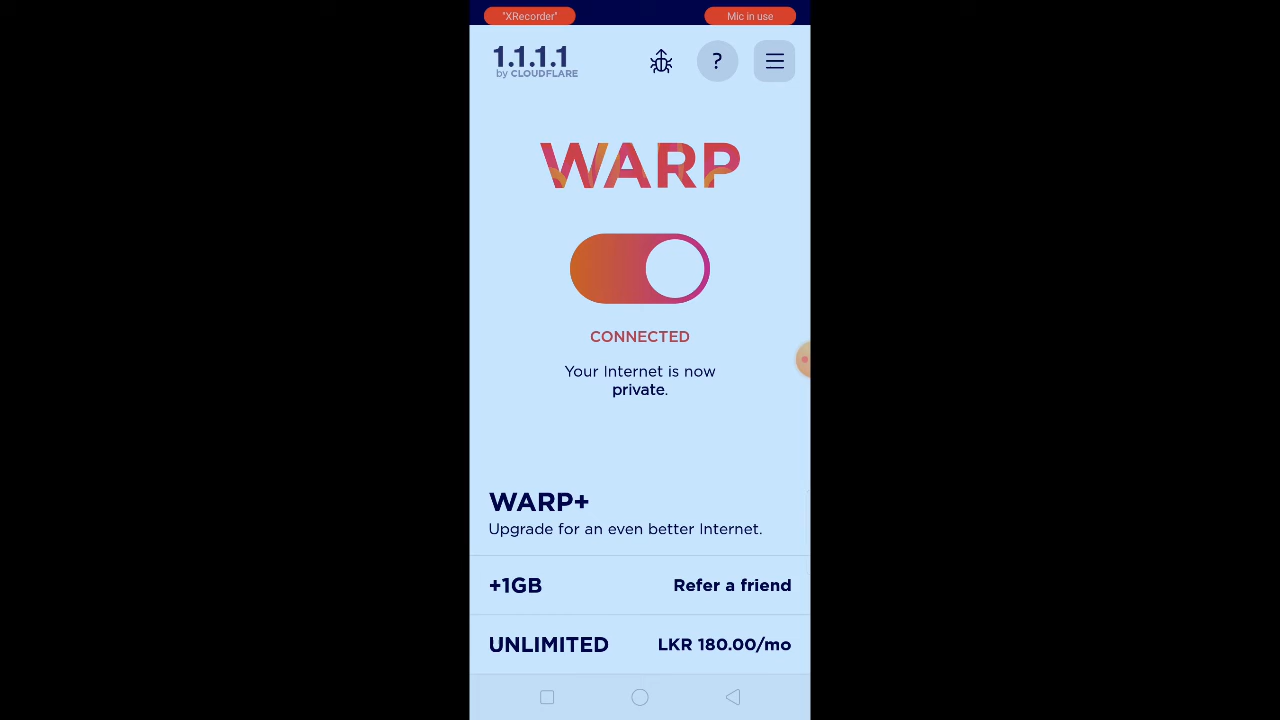 "XRecorder"
Mic in use
1.1.1.1
by CLOUDFLARE
?
WARP
CONNECTED
Your Internet is now
private.
WARP+
Upgrade for an even better Internet.
+1GB
Refer a friend
UNLIMITED
LKR 180.00/mo